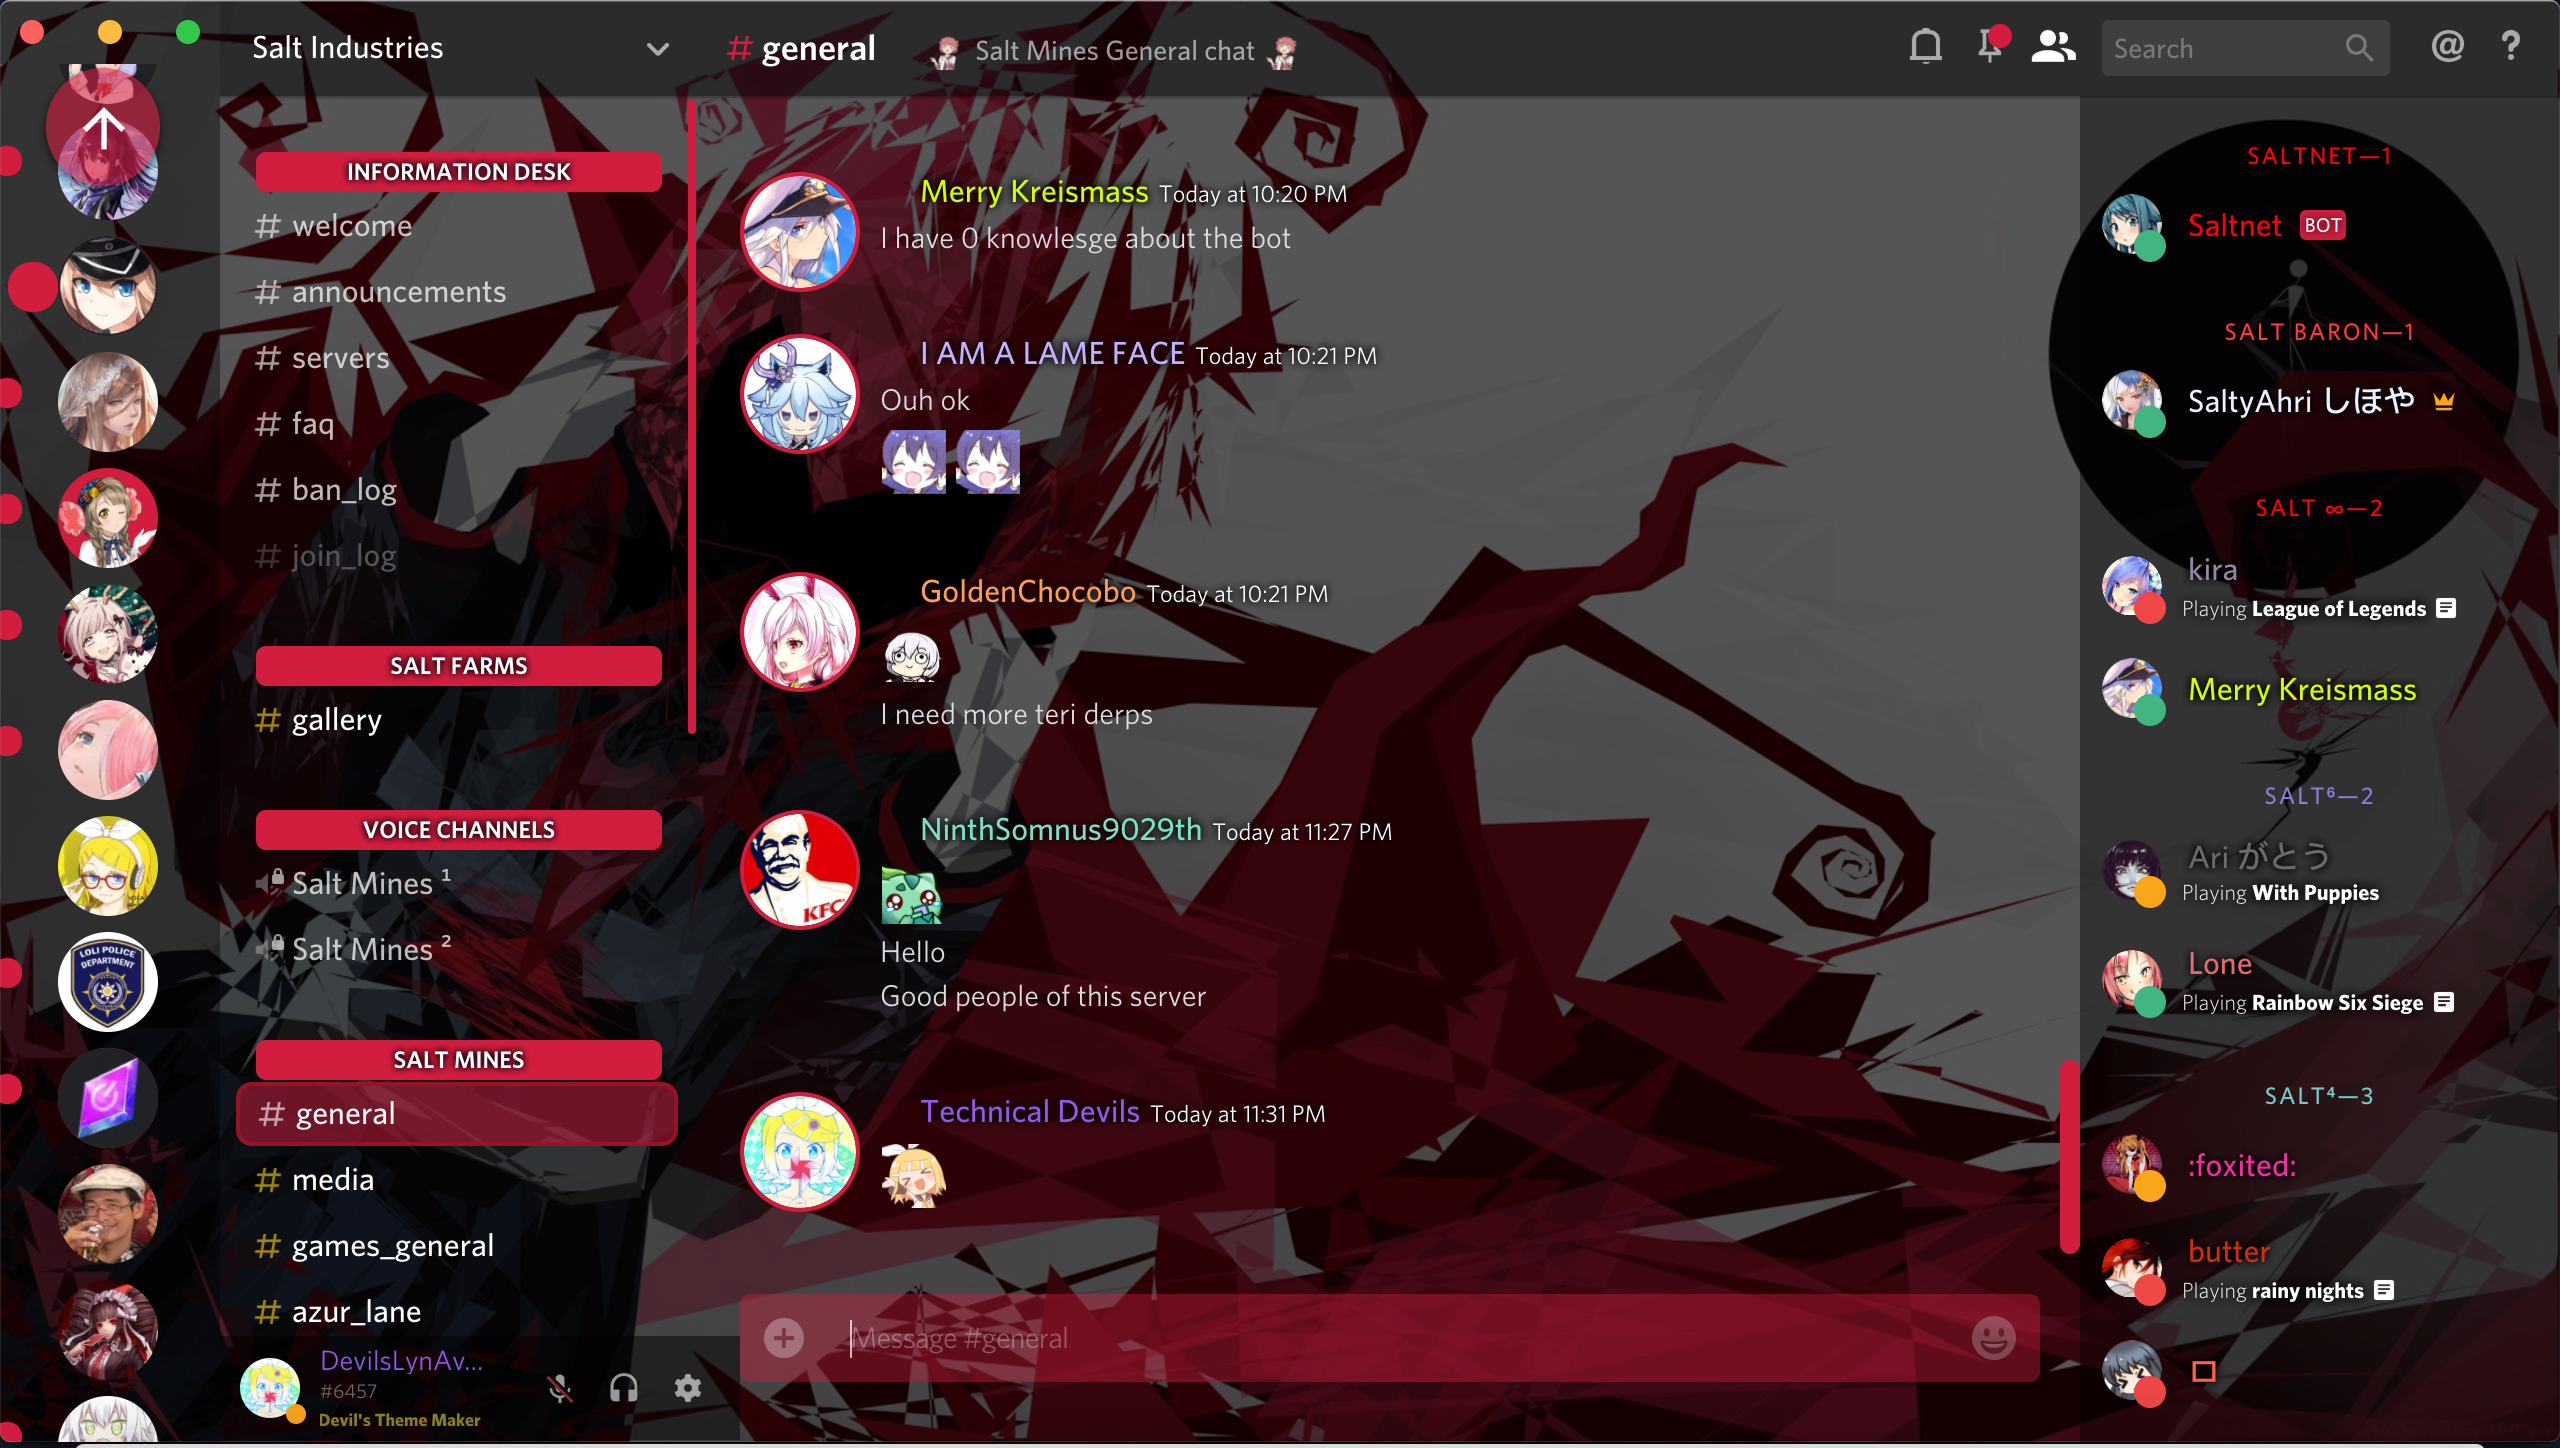 Salt Industries
# general
Salt Mines General chat
Search
@
?
INFORMATION DESK
# welcome
# announcements
# servers
# faq
# ban_log
# join_log
SALT FARMS
# gallery
VOICE CHANNELS
Salt Mines ¹
Salt Mines ²
LOLI POLICE
DEPARTMENT
SALT MINES
# general
# media
# games_general
# azur_lane
DevilsLynAv...
#6457
Devil's Theme Maker
Merry Kreismass Today at 10:20 PM
I have 0 knowlesge about the bot
I AM A LAME FACE Today at 10:21 PM
Ouh ok
GoldenChocobo Today at 10:21 PM
I need more teri derps
NinthSomnus9029th Today at 11:27 PM
KFC
Hello
Good people of this server
Technical Devils Today at 11:31 PM
Message #general
SALTNET—1
Saltnet BOT
SALT BARON—1
SaltyAhri しほや
SALT ∞—2
kira
Playing League of Legends
Merry Kreismass
SALT⁶—2
Ari がとう
Playing With Puppies
Lone
Playing Rainbow Six Siege
SALT⁴—3
:foxited:
butter
Playing rainy nights